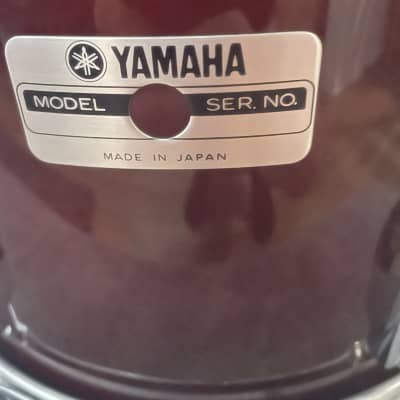 YAMAHA
MODEL SER. NO.
MADE IN JAPAN